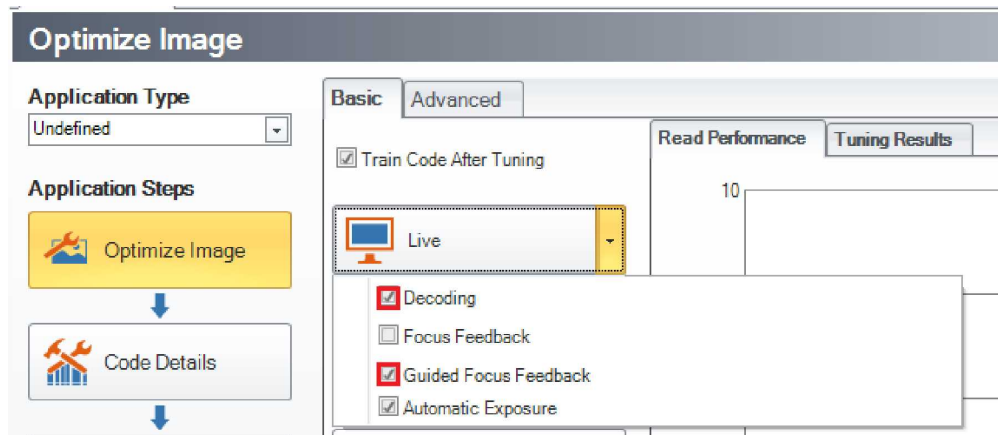 Optimize Image
Application Type
Undefined
Application Steps
Optimize Image
Code Details
Basic
Advanced
Train Code After Tuning
Live
Decoding
Focus Feedback
Guided Focus Feedback
Automatic Exposure
Read Performance
Tuning Results
10